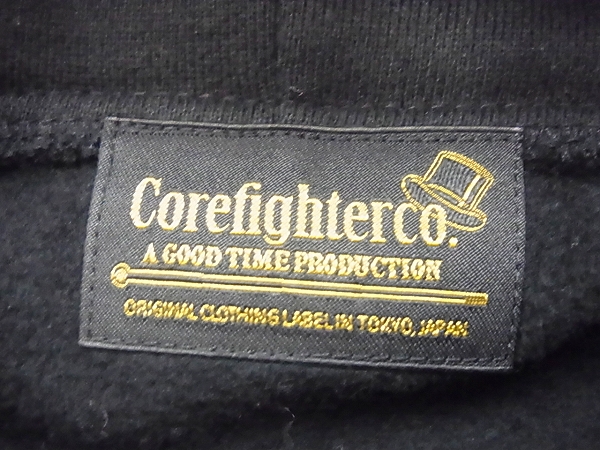 Corefighterco.
A GOOD TIME PRODUCTION
ORIGINAL CLOTHING LABEL IN TOKYO, JAPAN